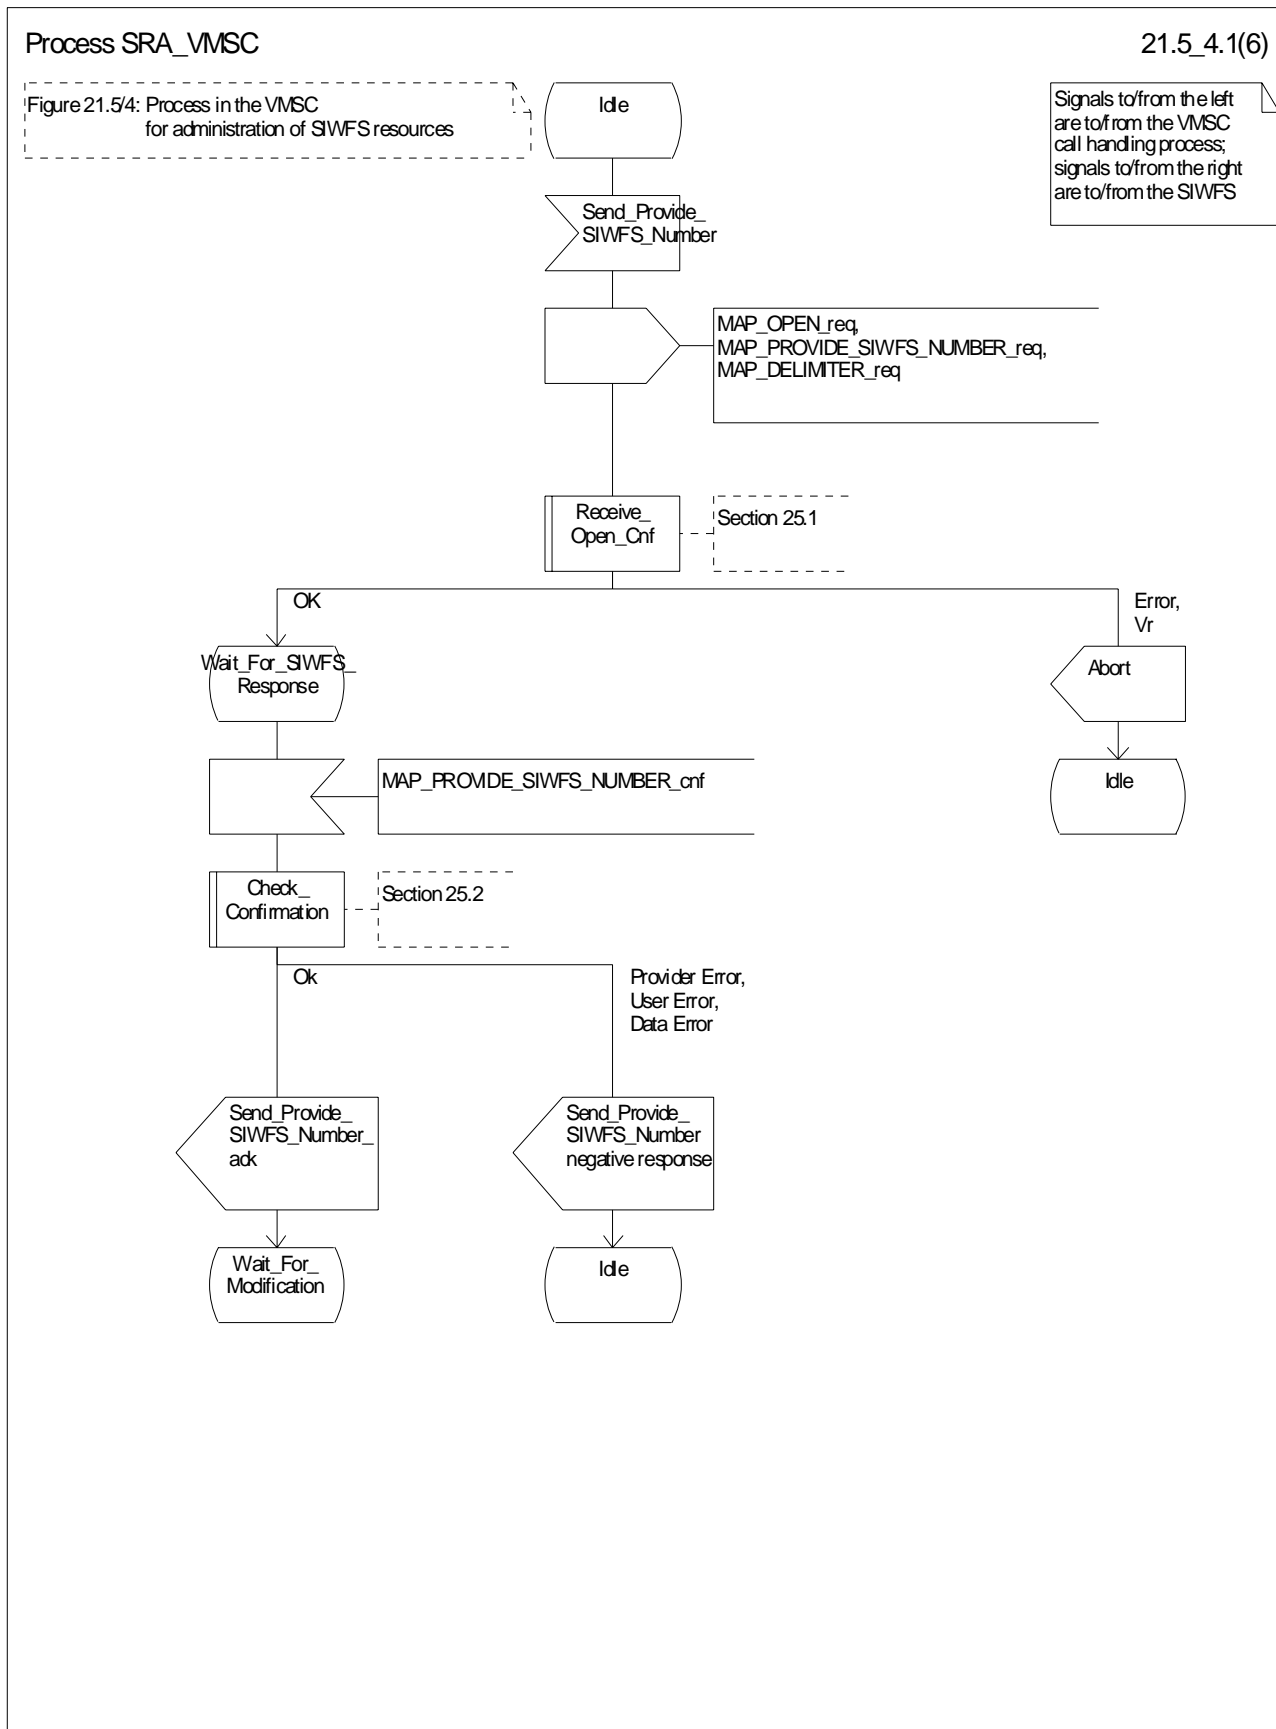 Process SRA_VMSC
21.5_4.1(6)
Figure 21.5/4: Process in the VMSC
for administration of SIWFS resources
Idle
Signals to/from the left
are to/from the VMSC
call handling process;
signals to/from the right
are to/from the SIWFS
Send_Provide_
SIWFS_Number
MAP_OPEN_req,
MAP_PROVIDE_SIWFS_NUMBER_req,
MAP_DELIMITER_req
Receive_
Open_Cnf
Section 25.1
OK
Error,
Vr
Wait_For_SIWFS_
Response
Abort
MAP_PROVIDE_SIWFS_NUMBER_cnf
Idle
Check_
Confirmation
Section 25.2
Ok
Provider Error,
User Error,
Data Error
Send_Provide_
SIWFS_Number_
ack
Send_Provide_
SIWFS_Number
negative response
Wait_For_
Modification
Idle